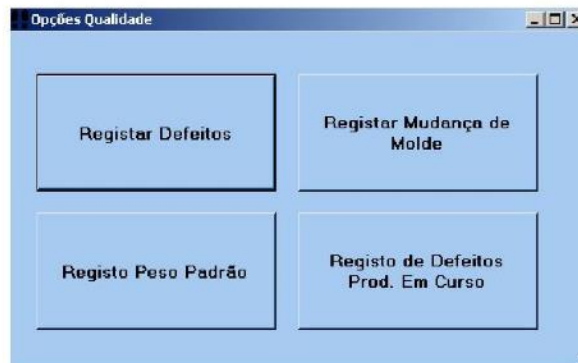 Opções Qualidade
Registar Defeitos
Registar Mudança de
Molde
Registo Peso Padrão
Registo de Defeitos
Prod. Em Curso